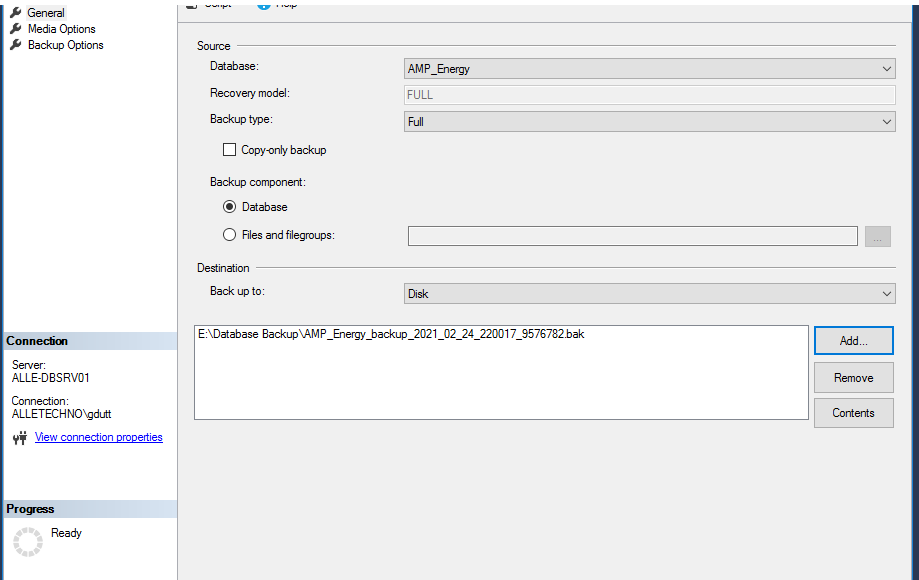 General
Media Options
Backup Options
Script
Help
Source
Database:
AMP_Energy
Recovery model:
FULL
Backup type:
Full
Copy-only backup
Backup component:
Database
Files and filegroups:
...
Destination
Back up to:
Disk
E:\Database Backup\AMP_Energy_backup_2021_02_24_220017_9576782.bak
Add...
Remove
Contents
Connection
Server:
ALLE-DBSRV01
Connection:
ALLETECHNO\gdutt
View connection properties
Progress
Ready